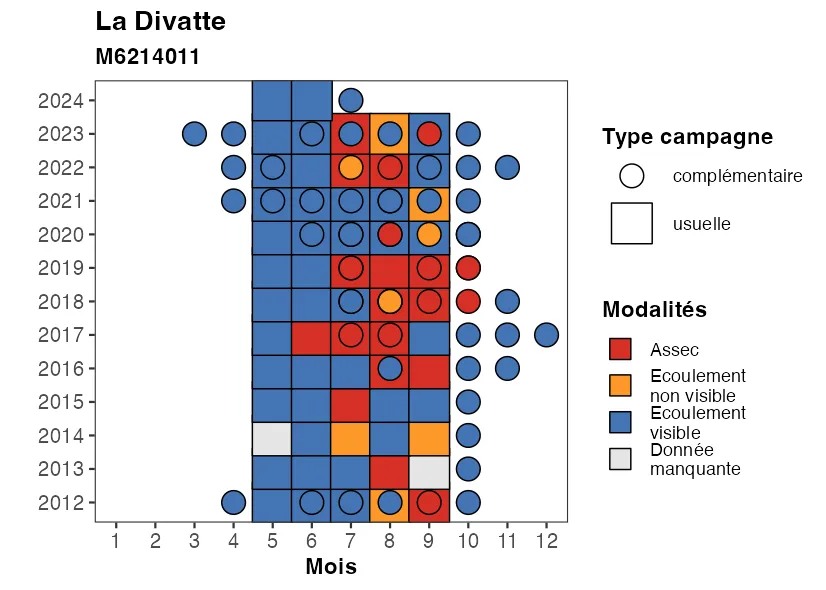 La Divatte
M6214011
2024
2023
2022
2021
2020
2019
2018
2017
2016
2015
2014
2013
2012
1 2 3 4 5 6 7 8 9 10 11 12
Mois
Type campagne
complémentaire
usuelle
Modalités
Assec
Ecoulement
non visible
Ecoulement
visible
Donnée
manquante